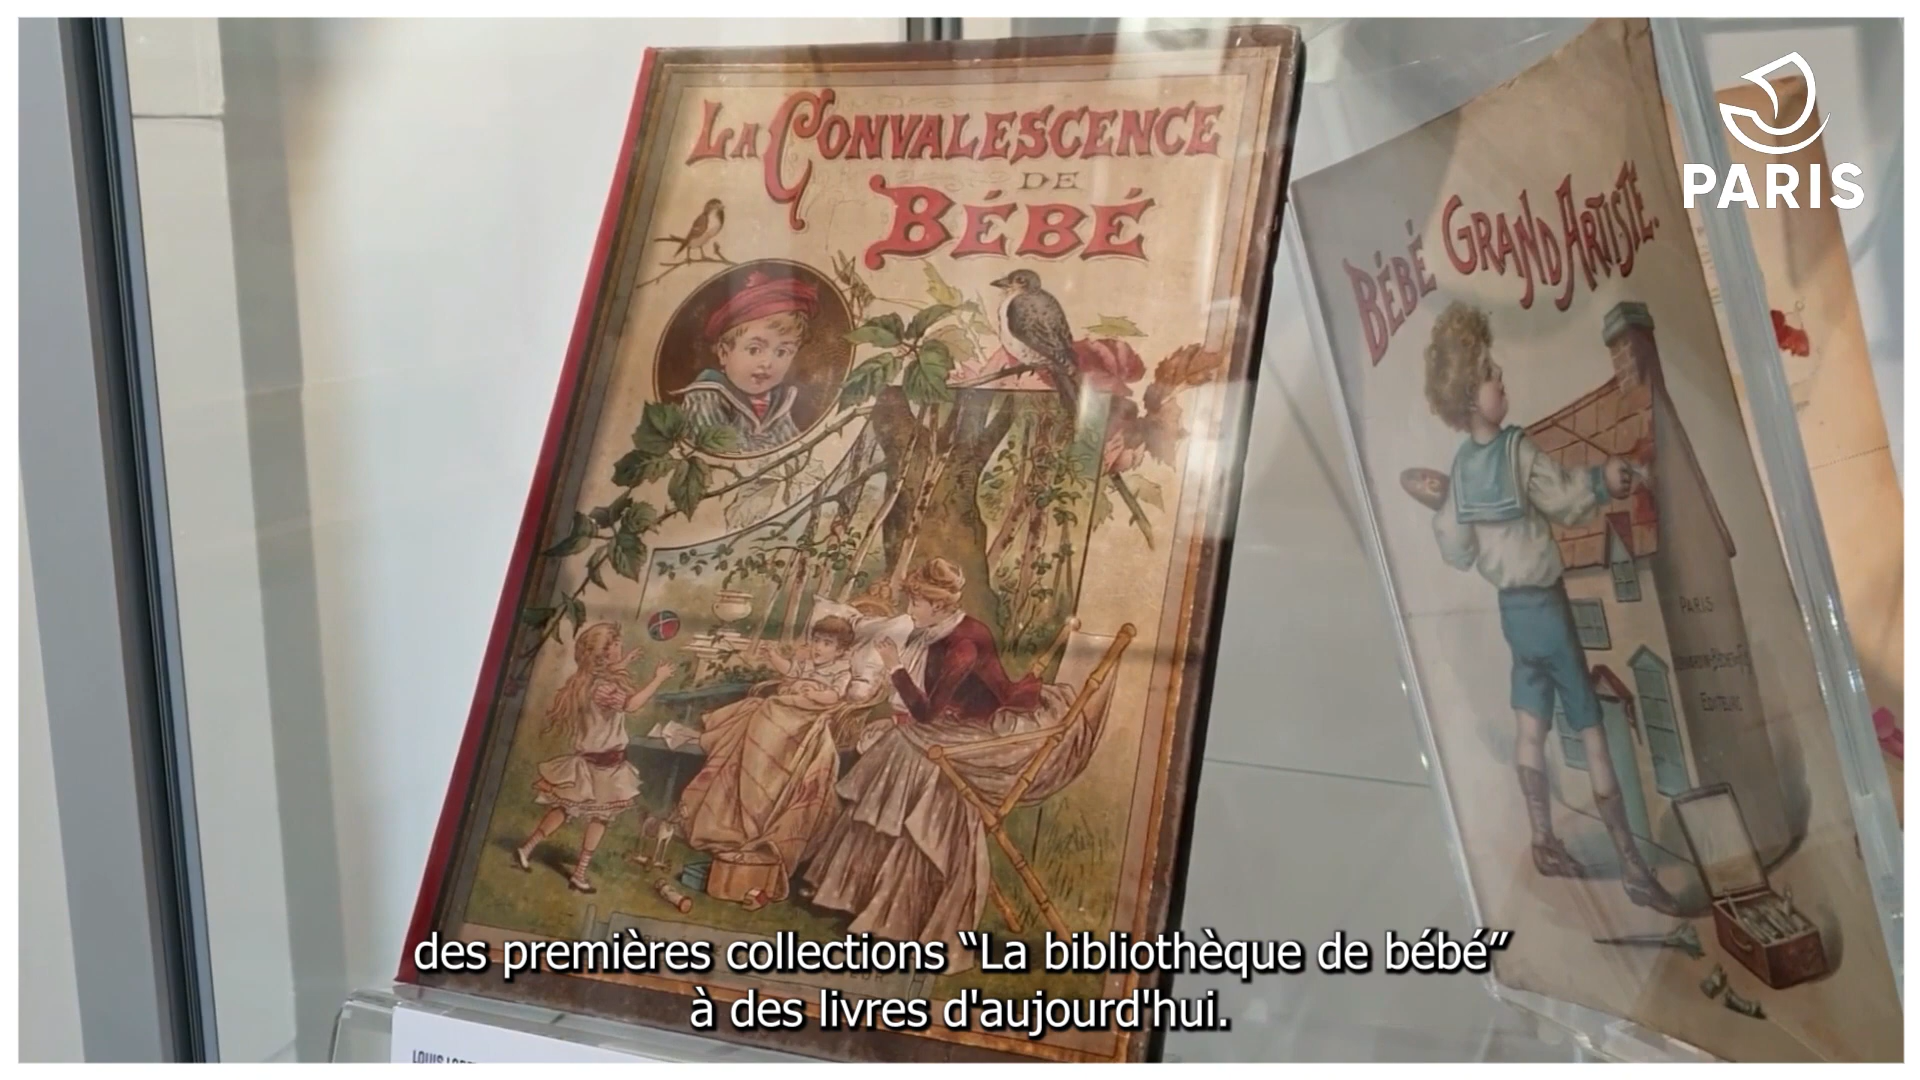 LA CONVALESCENCE
DE
BÉBÉ
BÉBÉ GRAND ARTISTE.
PARIS
EDITEURS
PARIS
des premières collections “La bibliothèque de bébé”
à des livres d'aujourd'hui.